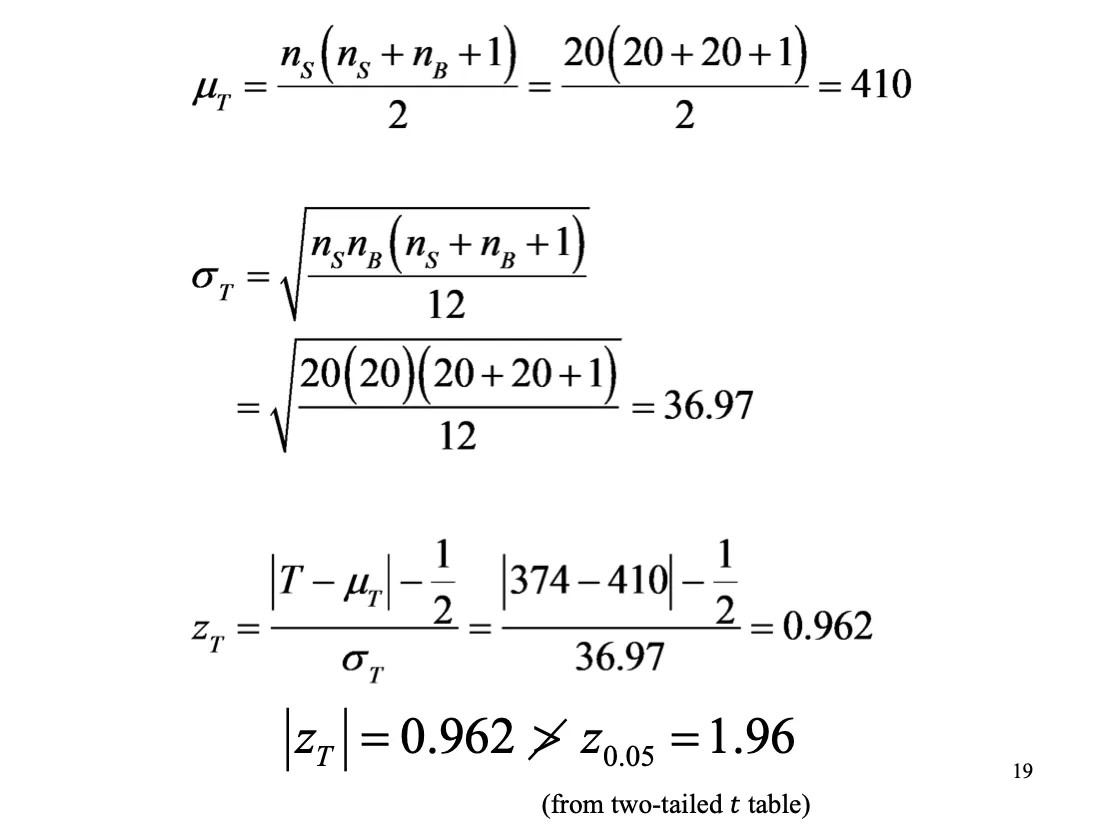 μ_T = n_S(n_S + n_B + 1)/2 = 20(20 + 20 + 1)/2 = 410
σ_T = √(n_S n_B(n_S + n_B + 1)/12)
= √(20(20)(20 + 20 + 1)/12) = 36.97
z_T = (|T − μ_T| − 1/2)/σ_T = (|374 − 410| − 1/2)/36.97 = 0.962
|z_T| = 0.962 ≯ z_0.05 = 1.96
19
(from two-tailed t table)